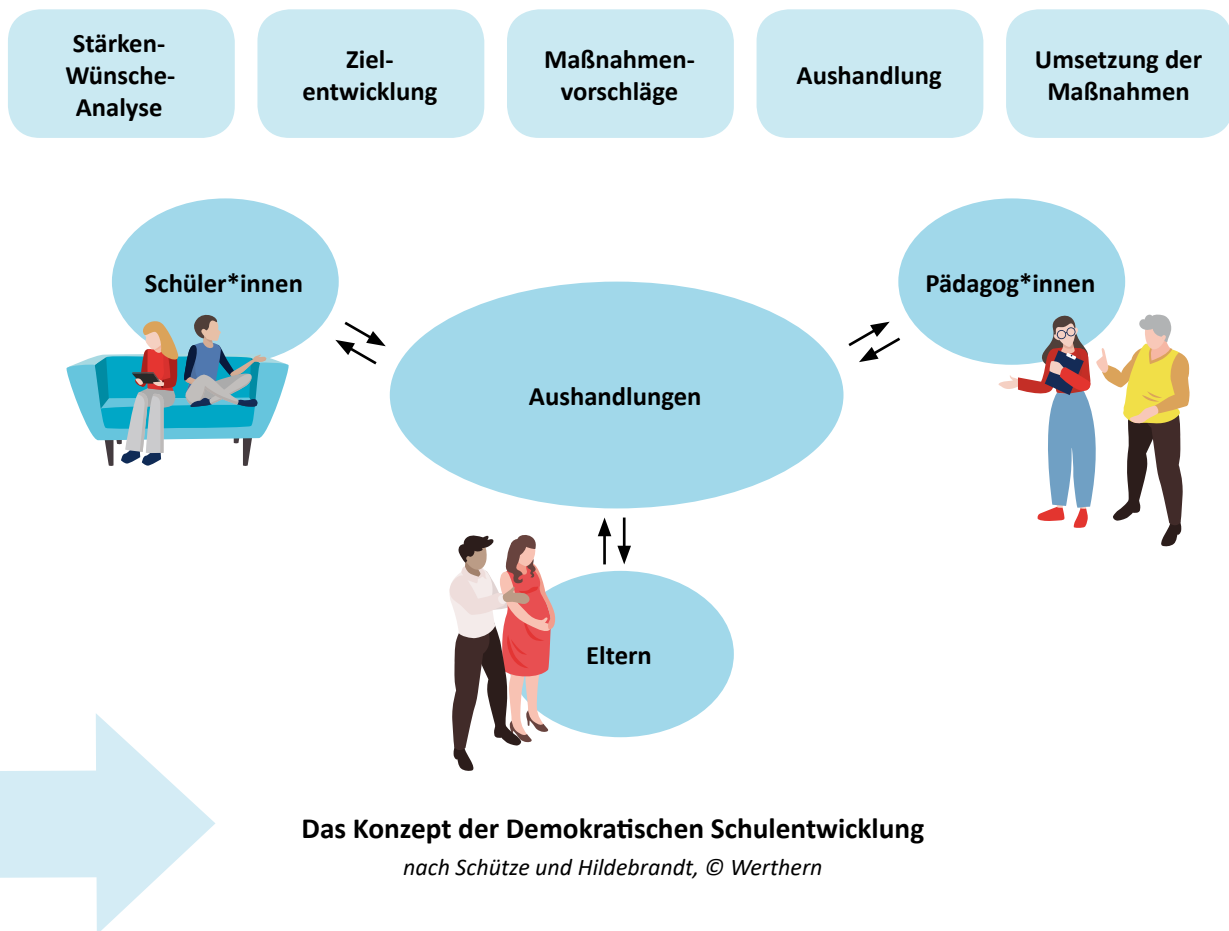 Stärken-
Wünsche-
Analyse
Ziel-
entwicklung
Maßnahmen-
vorschläge
Aushandlung
Umsetzung der
Maßnahmen
Schüler*innen
Pädagog*innen
Aushandlungen
Eltern
Das Konzept der Demokratischen Schulentwicklung
nach Schütze und Hildebrandt, © Werthern